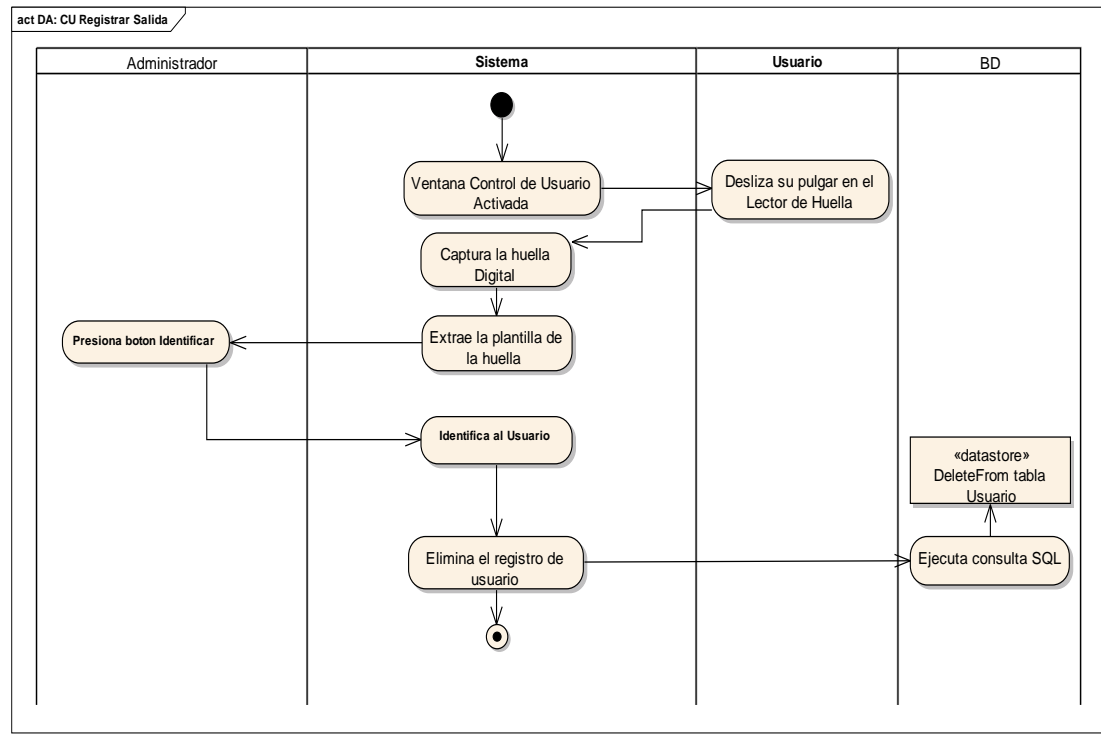 act DA: CU Registrar Salida
Administrador
Sistema
Usuario
BD
Ventana Control de Usuario
Activada
Desliza su pulgar en el
Lector de Huella
Captura la huella
Digital
Extrae la plantilla de
la huella
Presiona boton Identificar
Identifica al Usuario
«datastore»
DeleteFrom tabla
Usuario
Elimina el registro de
usuario
Ejecuta consulta SQL